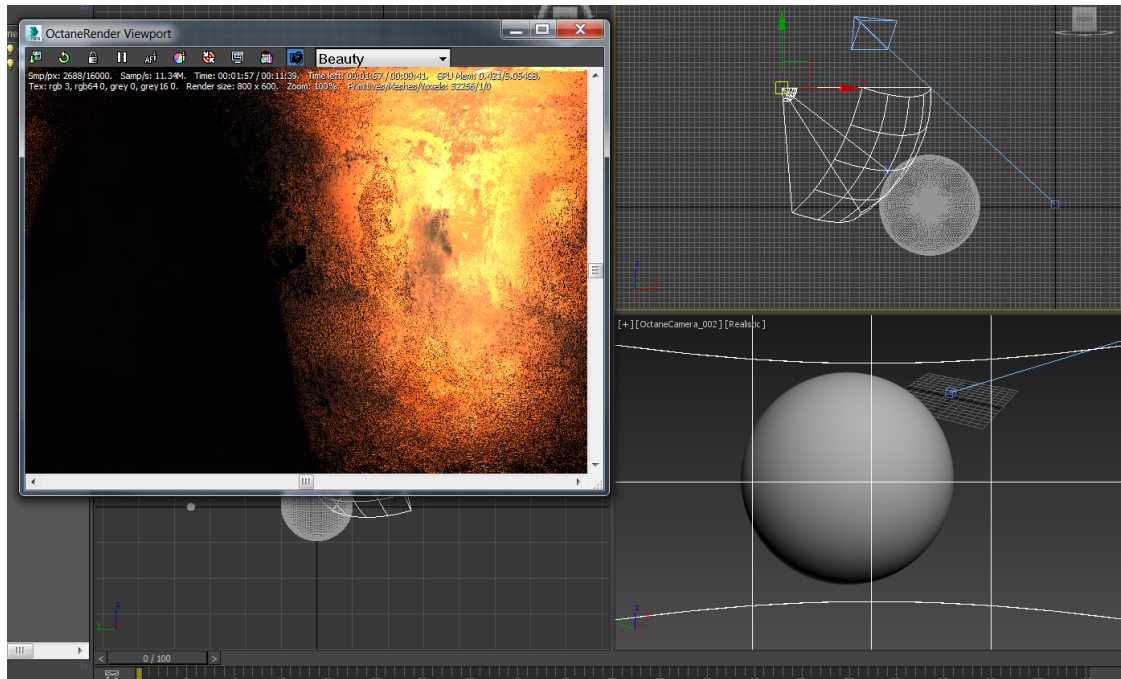 OctaneRender Viewport
AFi
Beauty
Smp/px: 2688/16000. Samp/s: 11.34M. Time: 00:01:57 / 00:11:39. Time left: 00:01:57 / 00:09:41. GPU Mem: 0.421/5.054GB.
Tex: rgb 3, rgb64 0, grey 0, grey16 0. Render size: 800 x 600. Zoom: 100%. Primitives/Meshes/Voxels: 32256/1/0
FRONT
z
[+] [OctaneCamera_002] [Realistic]
z
z
y
< 0 / 100 >